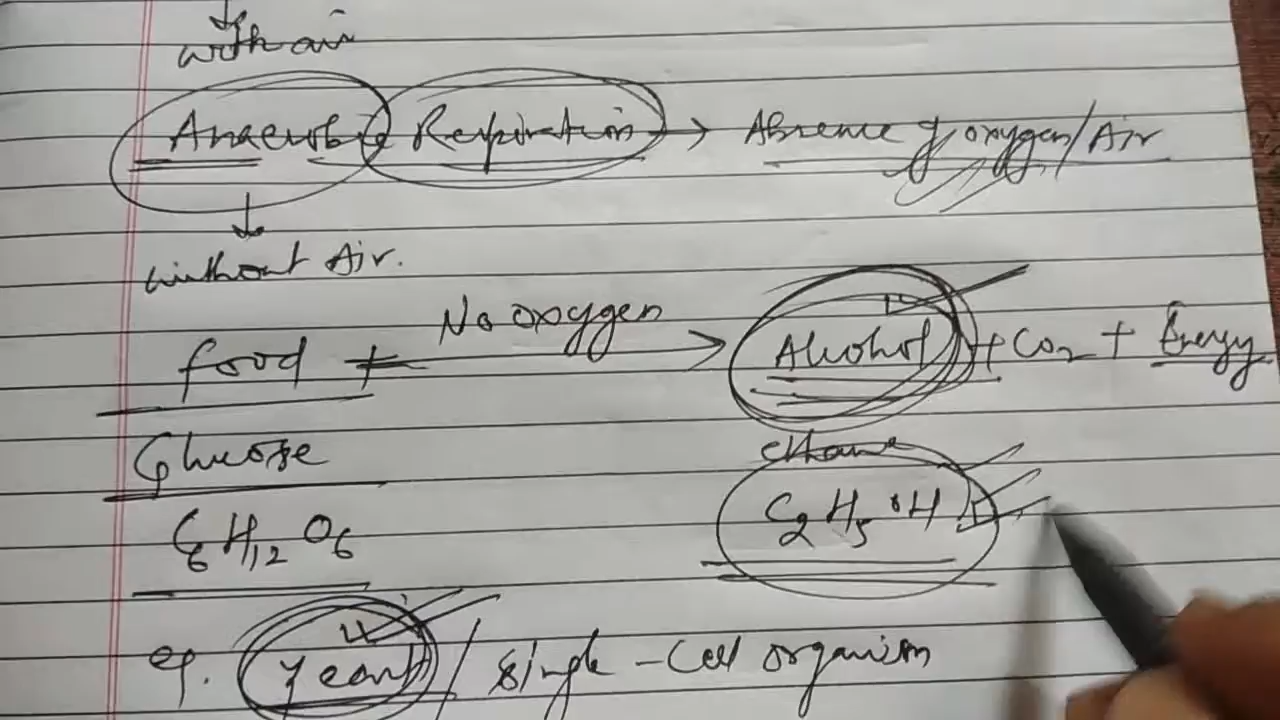 with air
Anaerobic Respiration → Absence of oxygen/Air
↓
without Air.
food + No oxygen → Alcohol + CO2 + Energy
Glucose
C6H12O6 C2H5OH
eg. yeast / single-cell organism